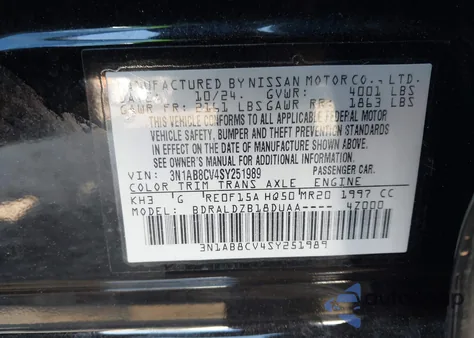 MANUFACTURED BY NISSAN MOTOR CO., LTD.
DATE: 10/24. GVWR: 4001 LBS
GAWR FR: 2161 LBS GAWR RR: 1863 LBS
THIS VEHICLE CONFORMS TO ALL APPLICABLE FEDERAL MOTOR
VEHICLE SAFETY, BUMPER AND THEFT PREVENTION STANDARDS
IN EFFECT ON THE DATE OF MANUFACTURE SHOWN ABOVE.
SEE OWNER'S MANUAL FOR ADDITIONAL INFORMATION.
VIN: 3N1AB8CV4SY251989 PASSENGER CAR.
COLOR TRIM TRANS AXLE ENGINE
KH3 G RE0F15A HQ50 MR20 1997 CC
MODEL: BDRALDZB18DUAA-- 4Z000
3N1AB8CV4SY251989